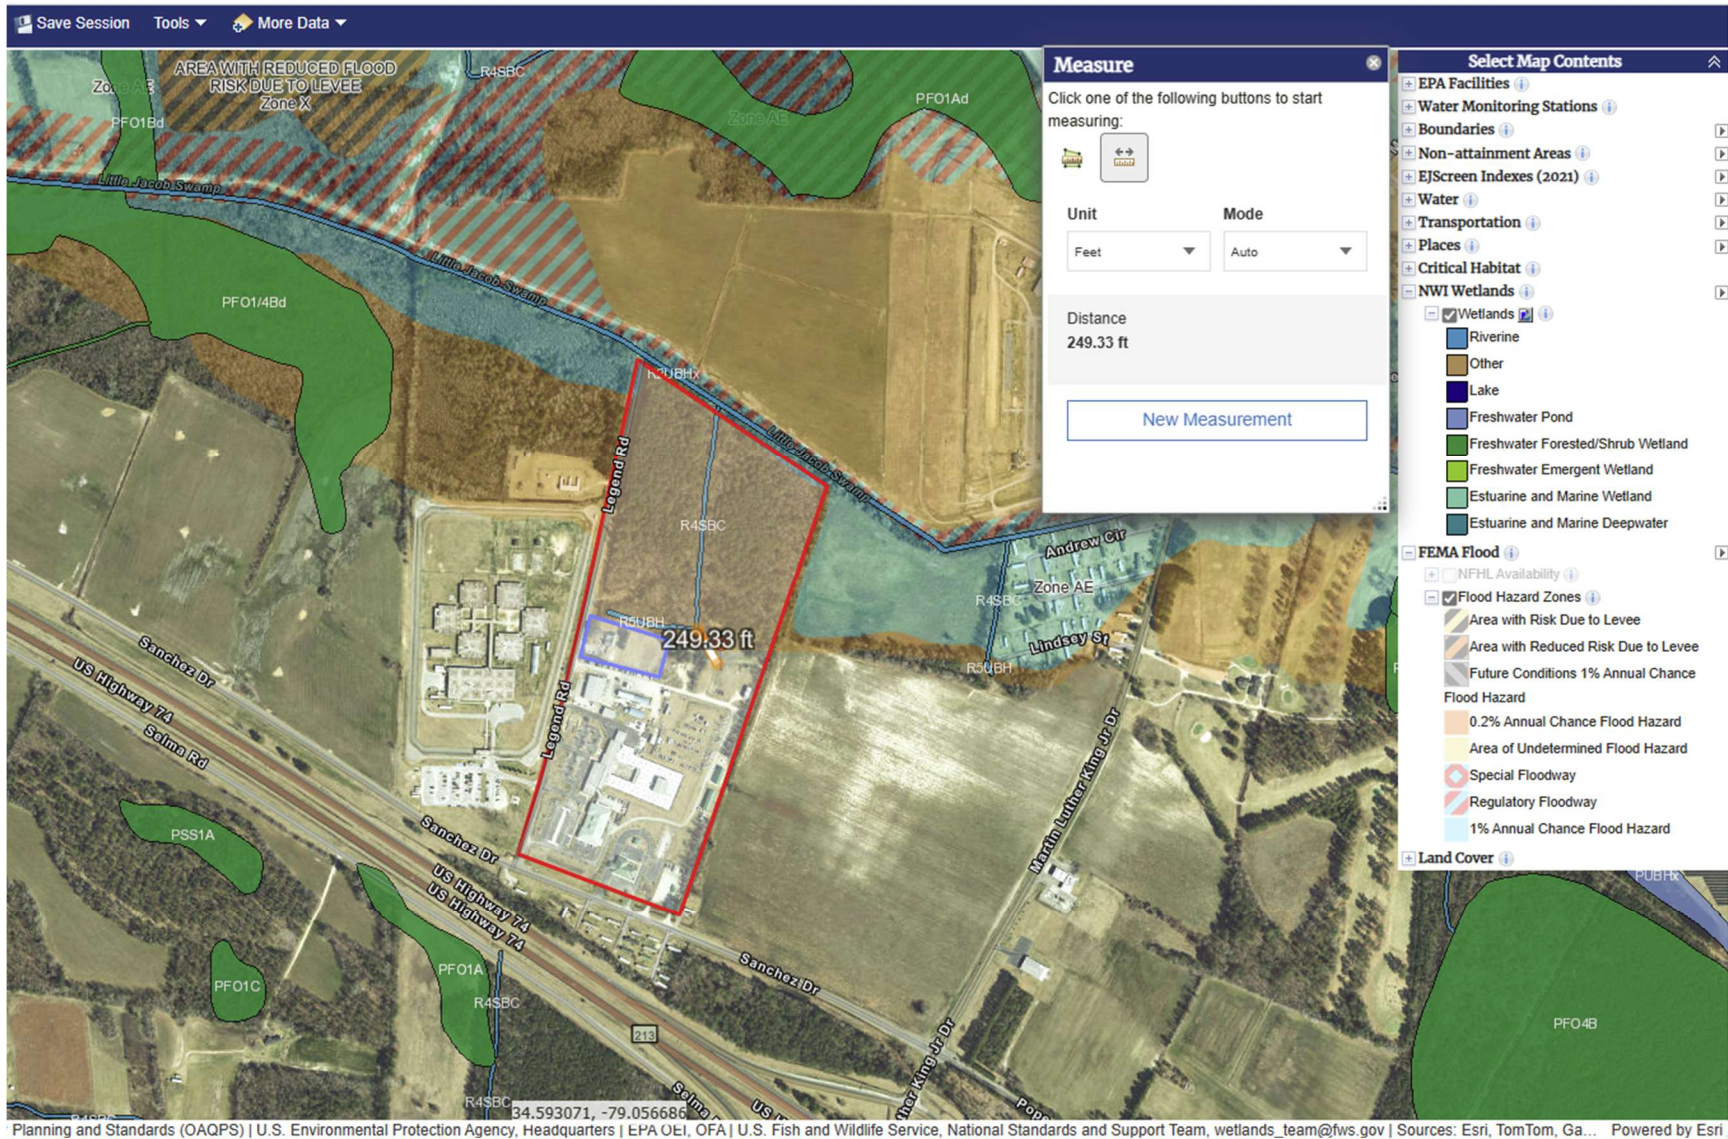 Save Session Tools More Data
AREA WITH REDUCED FLOOD
RISK DUE TO LEVEE
Zone X
Zone AE
PFO1Bd
R4SBC
PFO1Ad
Zone AE
Little Jacob Swamp
Little Jacob Swamp
PFO1/4Bd
R2UBHx
Little Jacob Swamp
Legend Rd
R4SBC
Andrew Cir
Zone AE
R4SBC
R5UBH
249.33 ft
Lindsey St
R5UBH
Sanchez Dr
US Highway 74
Selma Rd
Legend Rd
Martin Luther King Jr Dr
PSS1A
Sanchez Dr
US Highway 74
US Highway 74
PFO1A
Sanchez Dr
PFO1C
R4SBC
213
PUBHx
PFO4B
R4SBC
34.593071, -79.056686
Measure
Click one of the following buttons to start
measuring:
Unit Mode
Feet Auto
Distance
249.33 ft
New Measurement
Select Map Contents
EPA Facilities
Water Monitoring Stations
Boundaries
Non-attainment Areas
EJScreen Indexes (2021)
Water
Transportation
Places
Critical Habitat
NWI Wetlands
Wetlands
Riverine
Other
Lake
Freshwater Pond
Freshwater Forested/Shrub Wetland
Freshwater Emergent Wetland
Estuarine and Marine Wetland
Estuarine and Marine Deepwater
FEMA Flood
NFHL Availability
Flood Hazard Zones
Area with Risk Due to Levee
Area with Reduced Risk Due to Levee
Future Conditions 1% Annual Chance
Flood Hazard
0.2% Annual Chance Flood Hazard
Area of Undetermined Flood Hazard
Special Floodway
Regulatory Floodway
1% Annual Chance Flood Hazard
Land Cover
Planning and Standards (OAQPS) | U.S. Environmental Protection Agency, Headquarters | EPA OEI, OFA | U.S. Fish and Wildlife Service, National Standards and Support Team, wetlands_team@fws.gov | Sources: Esri, TomTom, Ga... Powered by Esri